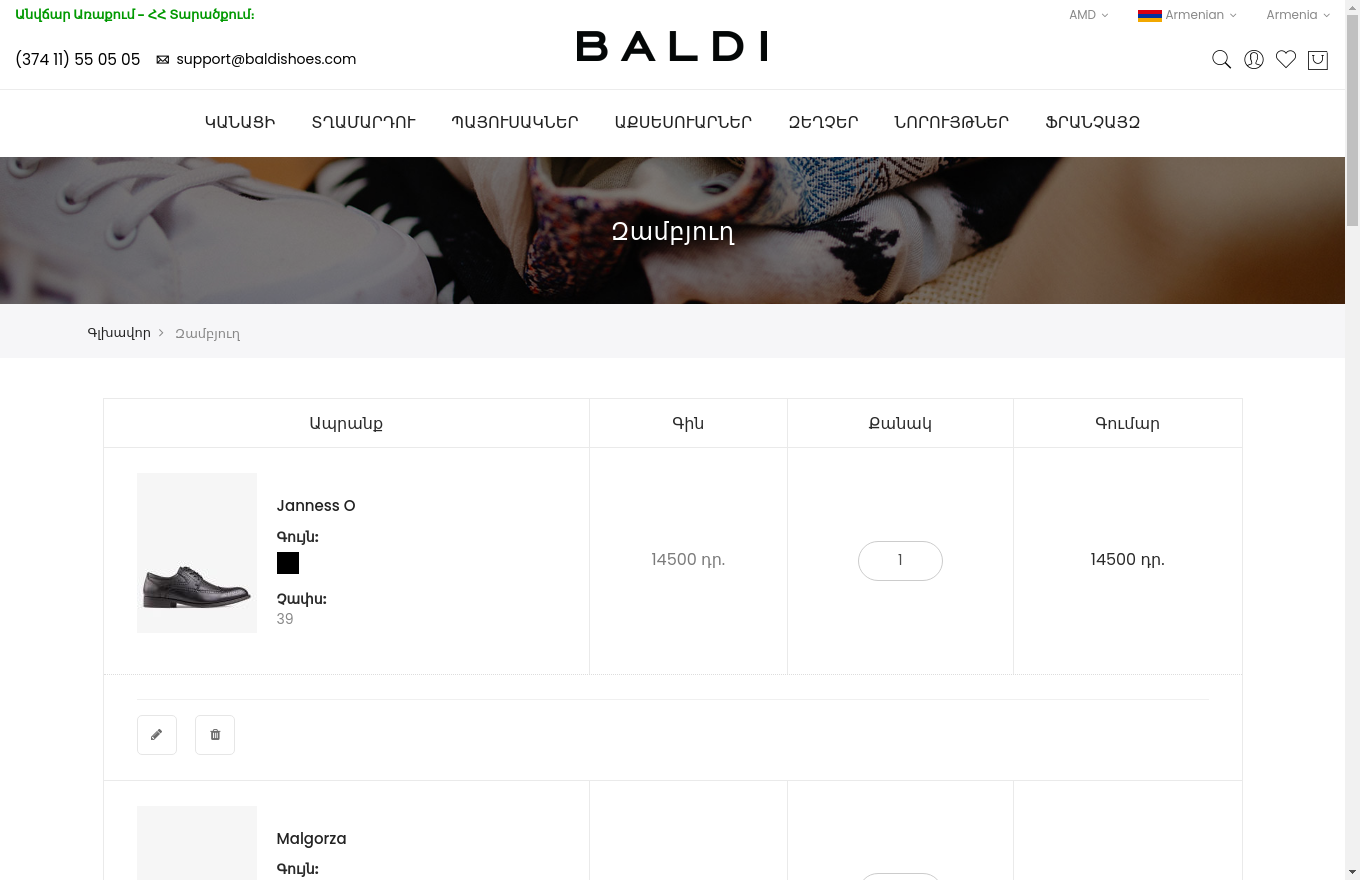 Անվճար Առաքում - ՀՀ Տարածքում:
AMD
Armenian
Armenia
(374 11) 55 05 05
support@baldishoes.com
BALDI
ԿԱՆԱՑԻ
ՏՂԱՄԱՐԴՈՒ
ՊԱՅՈՒՍԱԿՆԵՐ
ԱՔՍԵՍՈՒԱՐՆԵՐ
ԶԵՂՉԵՐ
ՆՈՐՈՒՅԹՆԵՐ
ՖՐԱՆՉԱՅԶ
Զամբյուղ
Գլխավոր
Զամբյուղ
Ապրանք
Գին
Քանակ
Գումար
Janness O
Գույն:
Չափս:
39
14500 դր.
1
14500 դր.
Malgorza
Գույն: